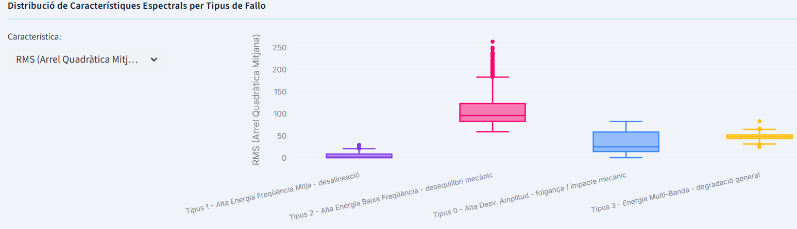 Distribució de Característiques Espectrals per Tipus de Fallo
Característica:
RMS (Arrel Quadràtica Mitj...
RMS (Arrel Quadràtica Mitjana)
250
200
150
100
50
0
Tipus 1 - Alta Energia Freqüència Mitja - desalineació
Tipus 2 - Alta Energia Baixa Freqüència - desequilibri mecànic
Tipus 0 - Alta Desv. Amplitud - folgança / impacte mecànic
Tipus 3 - Energia Multi-Banda - degradació general